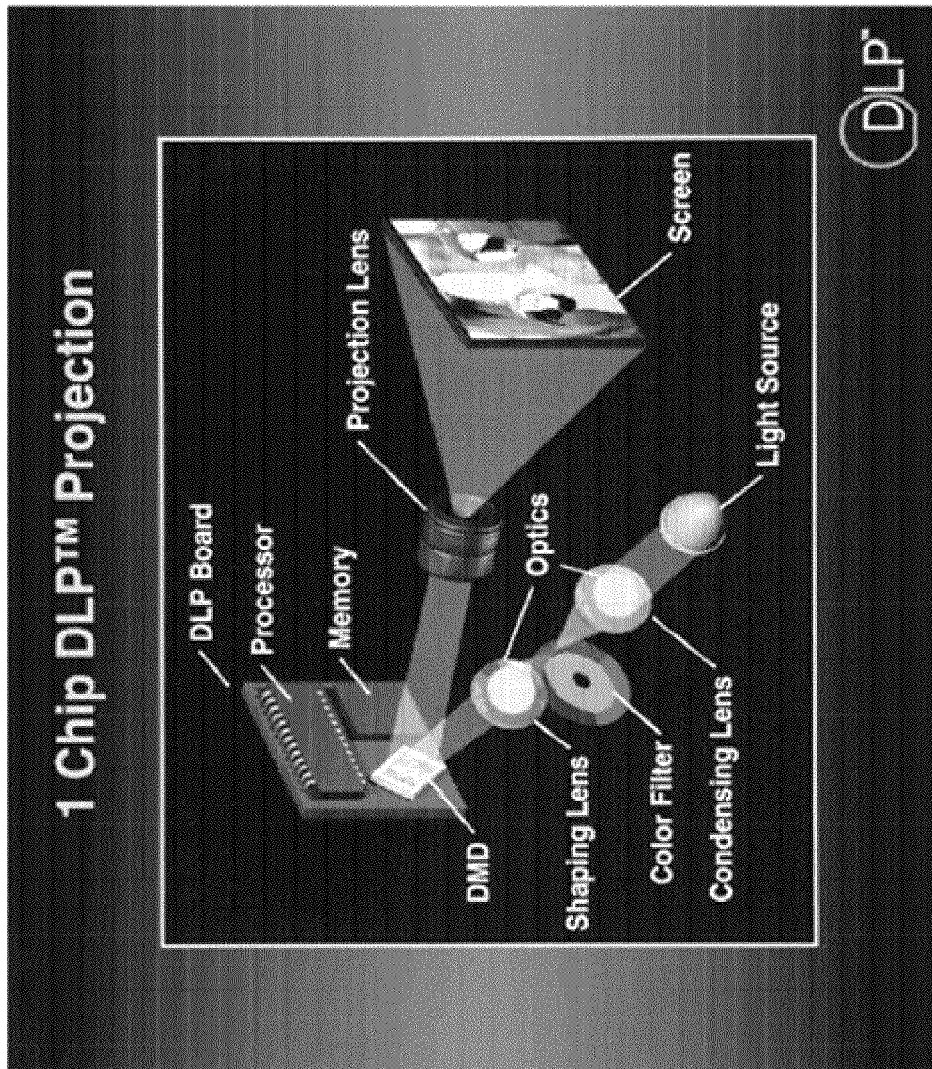 1 Chip DLP™ Projection
DLP Board
Processor
Memory
Projection Lens
DMD
Shaping Lens
Optics
Color Filter
Condensing Lens
Light Source
Screen
DLP™